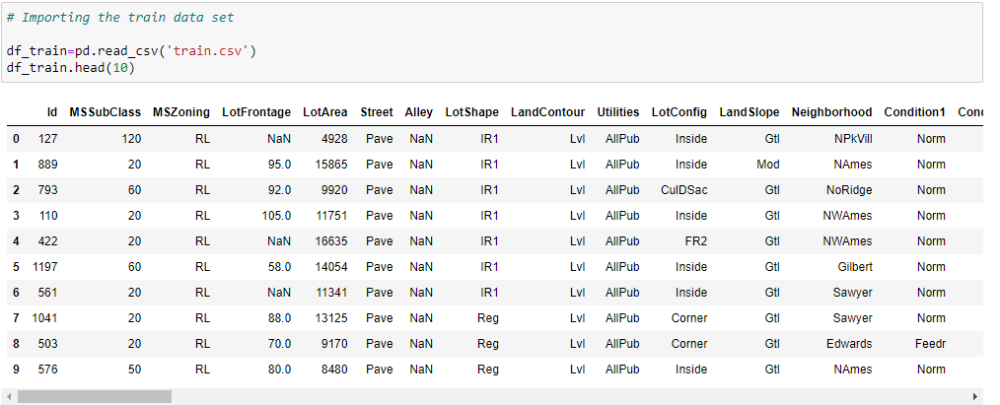 # Importing the train data set
df_train=pd.read_csv('train.csv')
df_train.head(10)
Id MSSubClass MSZoning LotFrontage LotArea Street Alley LotShape LandContour Utilities LotConfig LandSlope Neighborhood Condition1 Conc
0 127 120 RL NaN 4928 Pave NaN IR1 Lvl AllPub Inside Gtl NPkVill Norm
1 889 20 RL 95.0 15865 Pave NaN IR1 Lvl AllPub Inside Mod NAmes Norm
2 793 60 RL 92.0 9920 Pave NaN IR1 Lvl AllPub CulDSac Gtl NoRidge Norm
3 110 20 RL 105.0 11751 Pave NaN IR1 Lvl AllPub Inside Gtl NWAmes Norm
4 422 20 RL NaN 16635 Pave NaN IR1 Lvl AllPub FR2 Gtl NWAmes Norm
5 1197 60 RL 58.0 14054 Pave NaN IR1 Lvl AllPub Inside Gtl Gilbert Norm
6 561 20 RL NaN 11341 Pave NaN IR1 Lvl AllPub Inside Gtl Sawyer Norm
7 1041 20 RL 88.0 13125 Pave NaN Reg Lvl AllPub Corner Gtl Sawyer Norm
8 503 20 RL 70.0 9170 Pave NaN Reg Lvl AllPub Corner Gtl Edwards Feedr
9 576 50 RL 80.0 8480 Pave NaN Reg Lvl AllPub Inside Gtl NAmes Norm